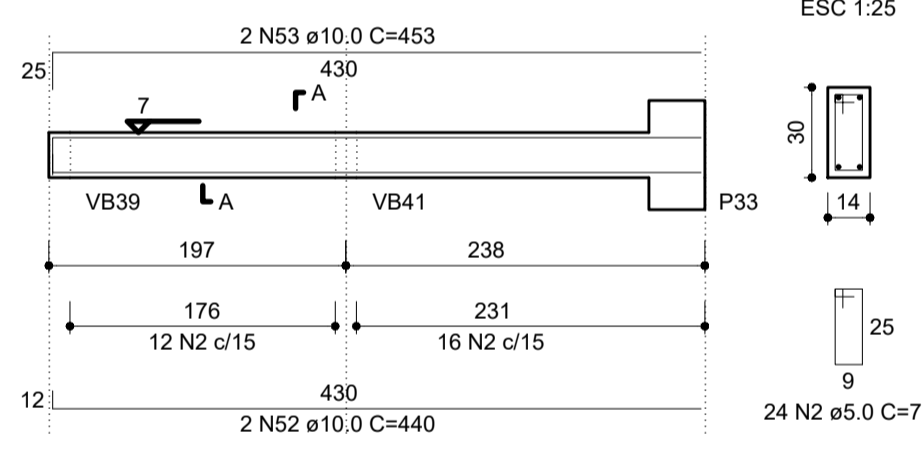 ESC 1:25
2 N53 ø10.0 C=453
25
430
A
7
30
VB39
A
VB41
P33
14
197
238
176
231
12 N2 c/15
16 N2 c/15
25
9
12
430
24 N2 ø5.0 C=7
2 N52 ø10.0 C=440